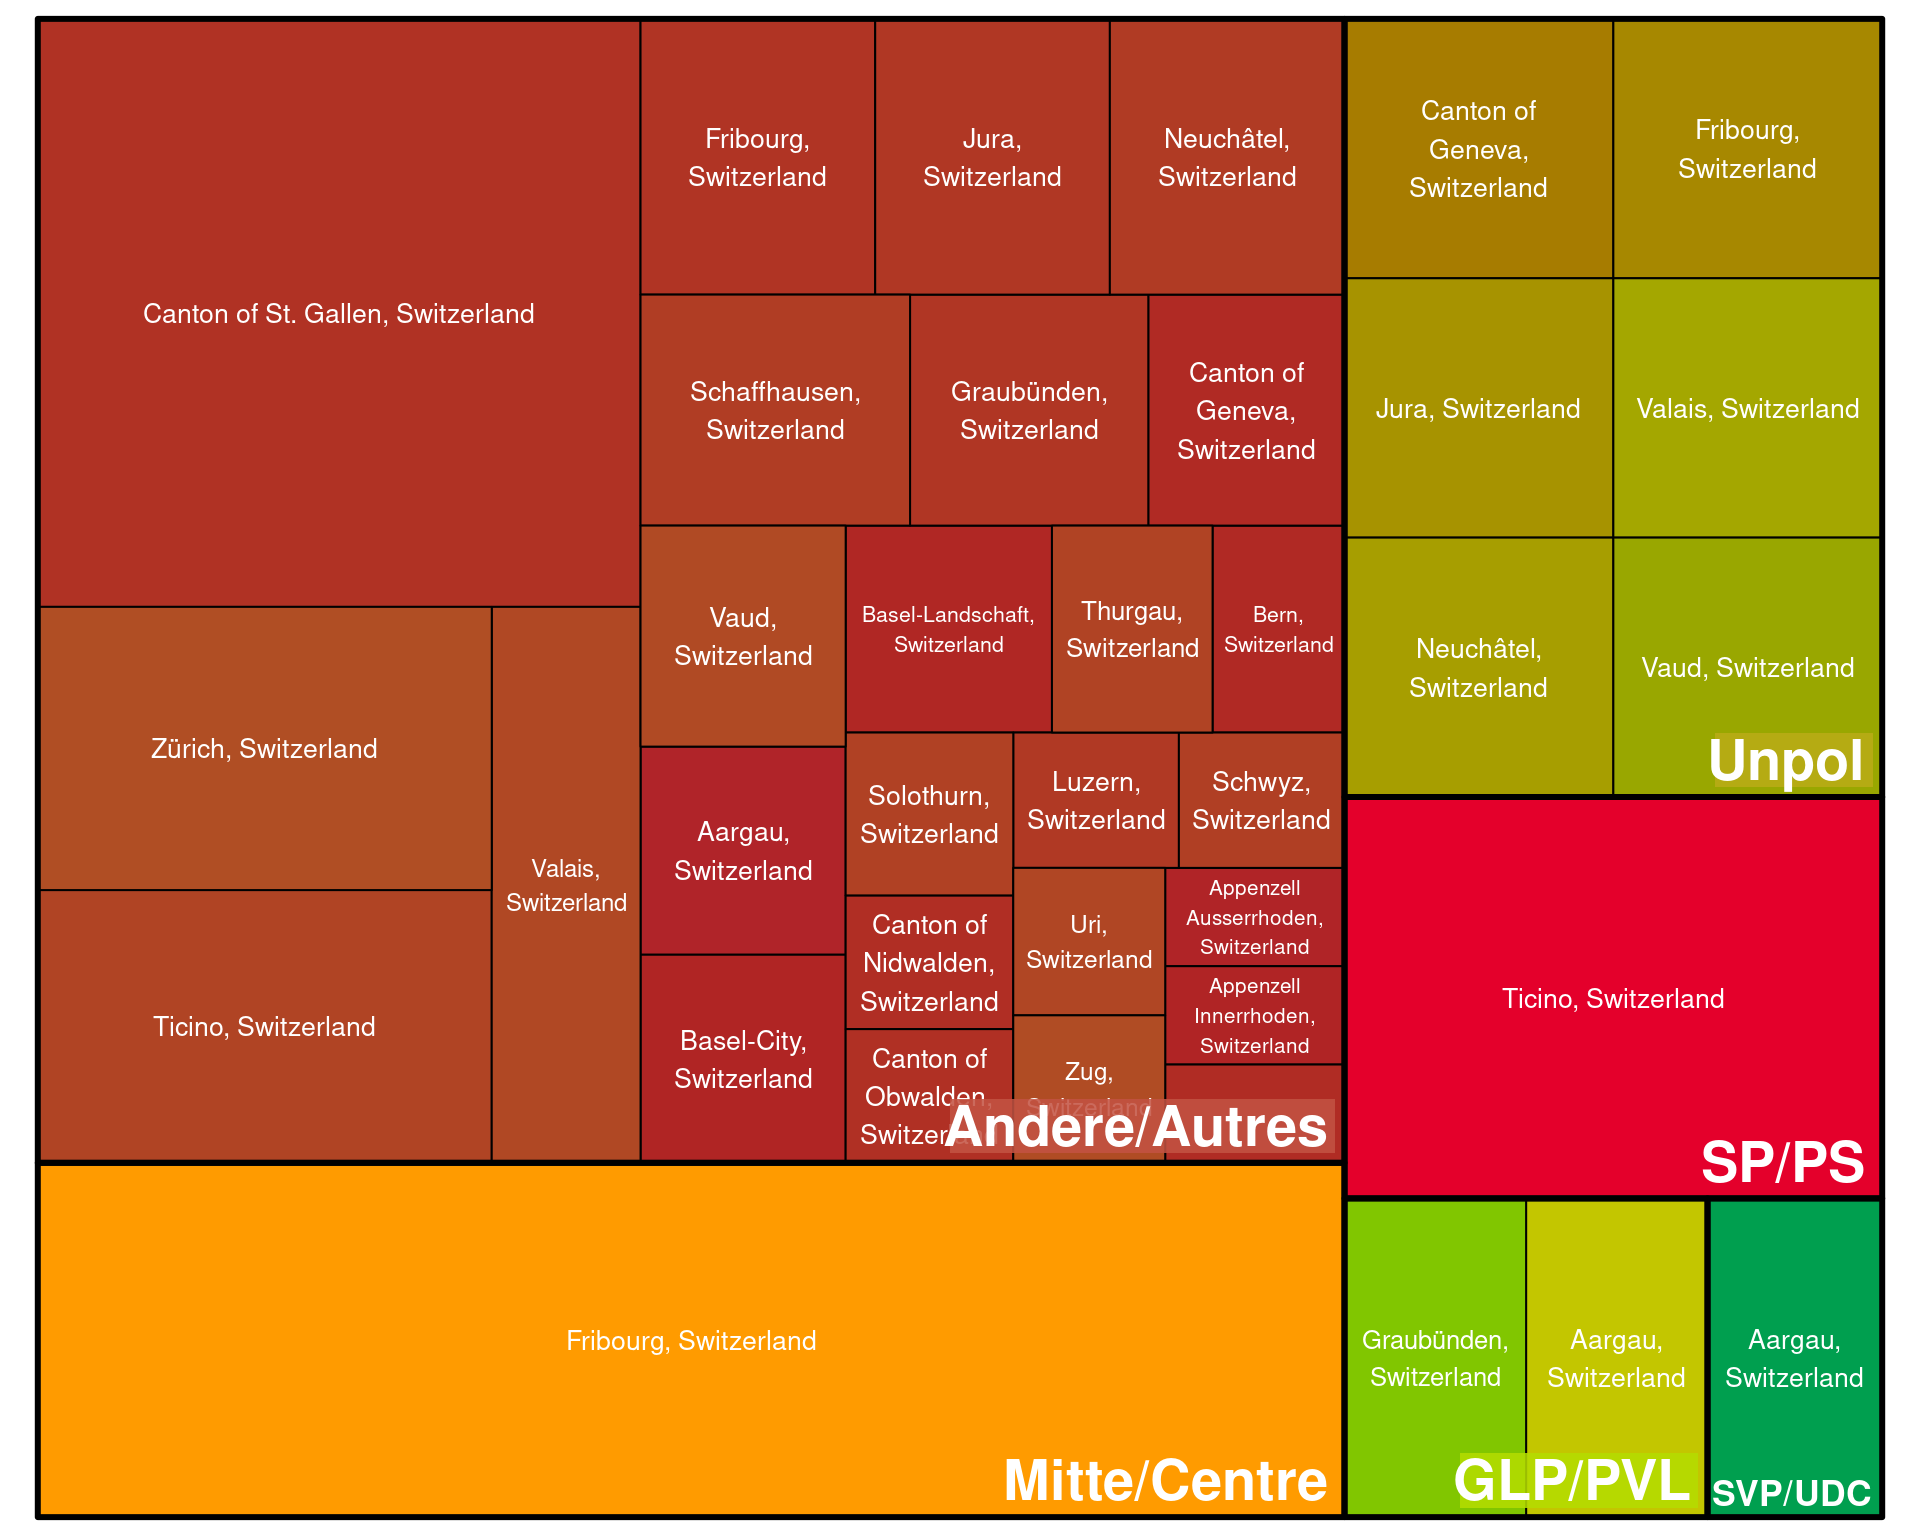 Canton of St. Gallen, Switzerland
Fribourg,
Switzerland
Jura,
Switzerland
Neuchâtel,
Switzerland
Schaffhausen,
Switzerland
Graubünden,
Switzerland
Canton of
Geneva,
Switzerland
Zürich, Switzerland
Ticino, Switzerland
Valais,
Switzerland
Vaud,
Switzerland
Basel-Landschaft,
Switzerland
Thurgau,
Switzerland
Bern,
Switzerland
Aargau,
Switzerland
Basel-City,
Switzerland
Solothurn,
Switzerland
Luzern,
Switzerland
Schwyz,
Switzerland
Canton of
Nidwalden,
Switzerland
Canton of
Obwalden,
Switzerland
Uri,
Switzerland
Zug,
Switzerland
Appenzell
Ausserrhoden,
Switzerland
Appenzell
Innerrhoden,
Switzerland
Andere/Autres
Fribourg, Switzerland
Mitte/Centre
Canton of
Geneva,
Switzerland
Fribourg,
Switzerland
Jura, Switzerland
Valais, Switzerland
Neuchâtel,
Switzerland
Vaud, Switzerland
Unpol
Ticino, Switzerland
SP/PS
Graubünden,
Switzerland
Aargau,
Switzerland
GLP/PVL
Aargau,
Switzerland
SVP/UDC